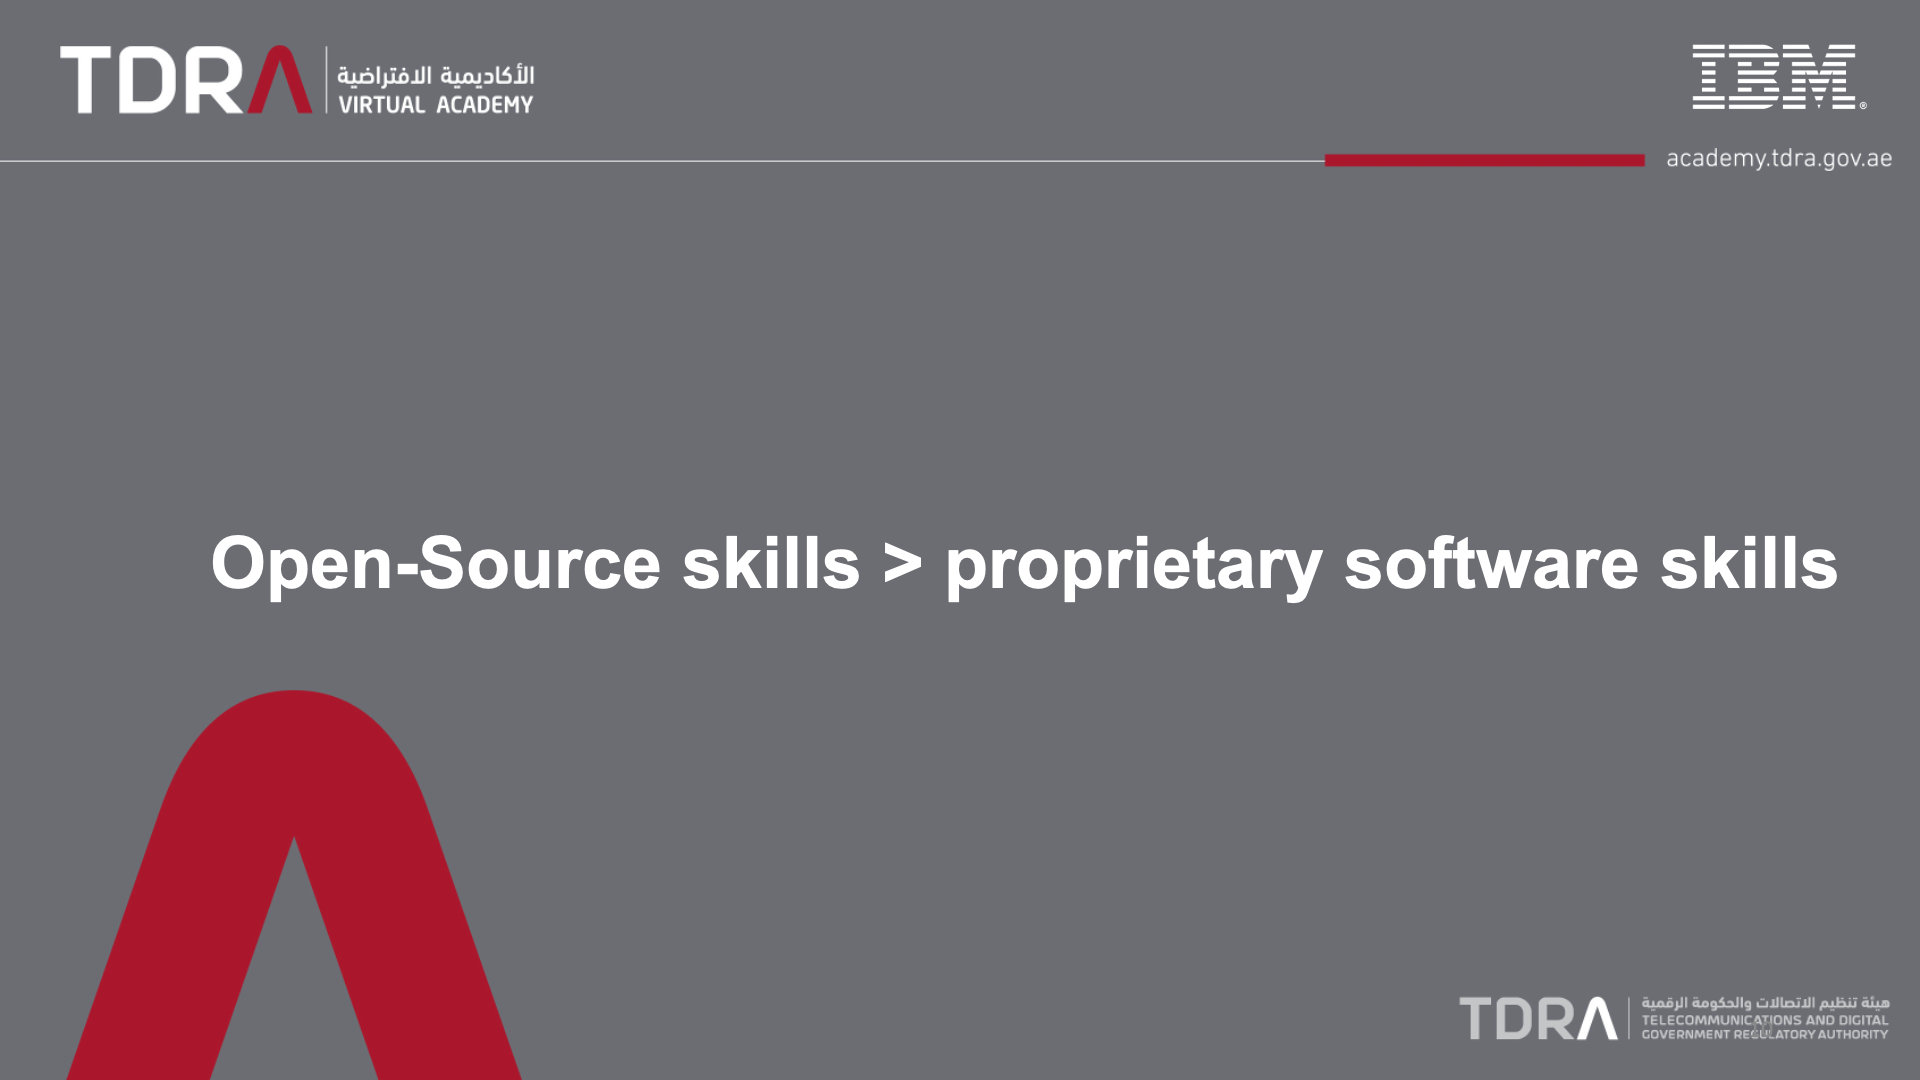 TDRA
الأكاديمية الافتراضية
VIRTUAL ACADEMY
IBM®
academy.tdra.gov.ae
Open-Source skills > proprietary software skills
TDRA
هيئة تنظيم الاتصالات والحكومة الرقمية
TELECOMMUNICATIONS AND DIGITAL
GOVERNMENT REGULATORY AUTHORITY